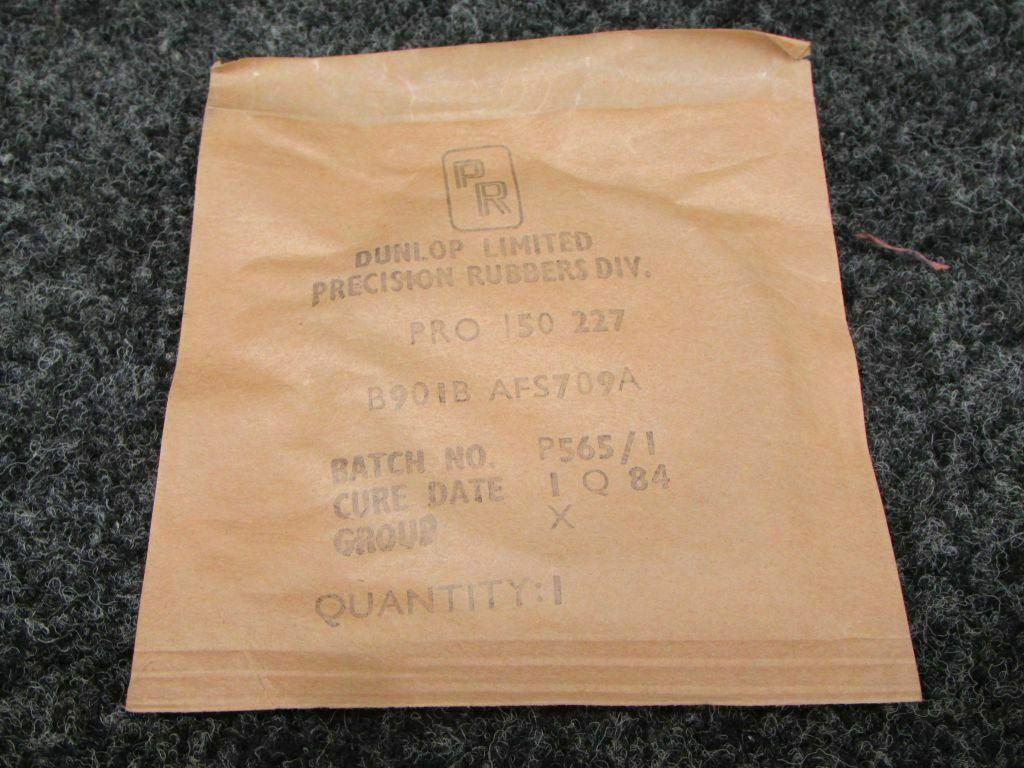 PR
DUNLOP LIMITED
PRECISION RUBBERS DIV.
PRO 150 227
B901B AFS709A
BATCH NO. P565/1
CURE DATE 1 Q 84
GROUP X
QUANTITY: 1